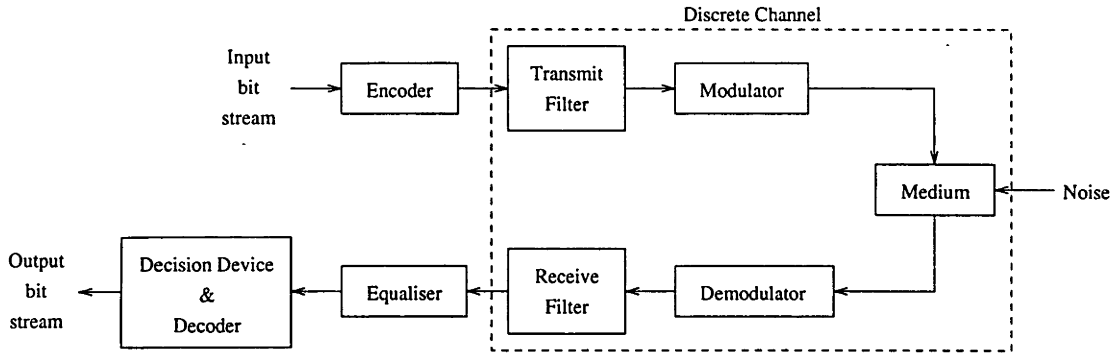 Discrete Channel
Input
bit
stream
Encoder
Transmit
Filter
Modulator
Medium
Noise
Output
bit
stream
Decision Device
&
Decoder
Equaliser
Receive
Filter
Demodulator